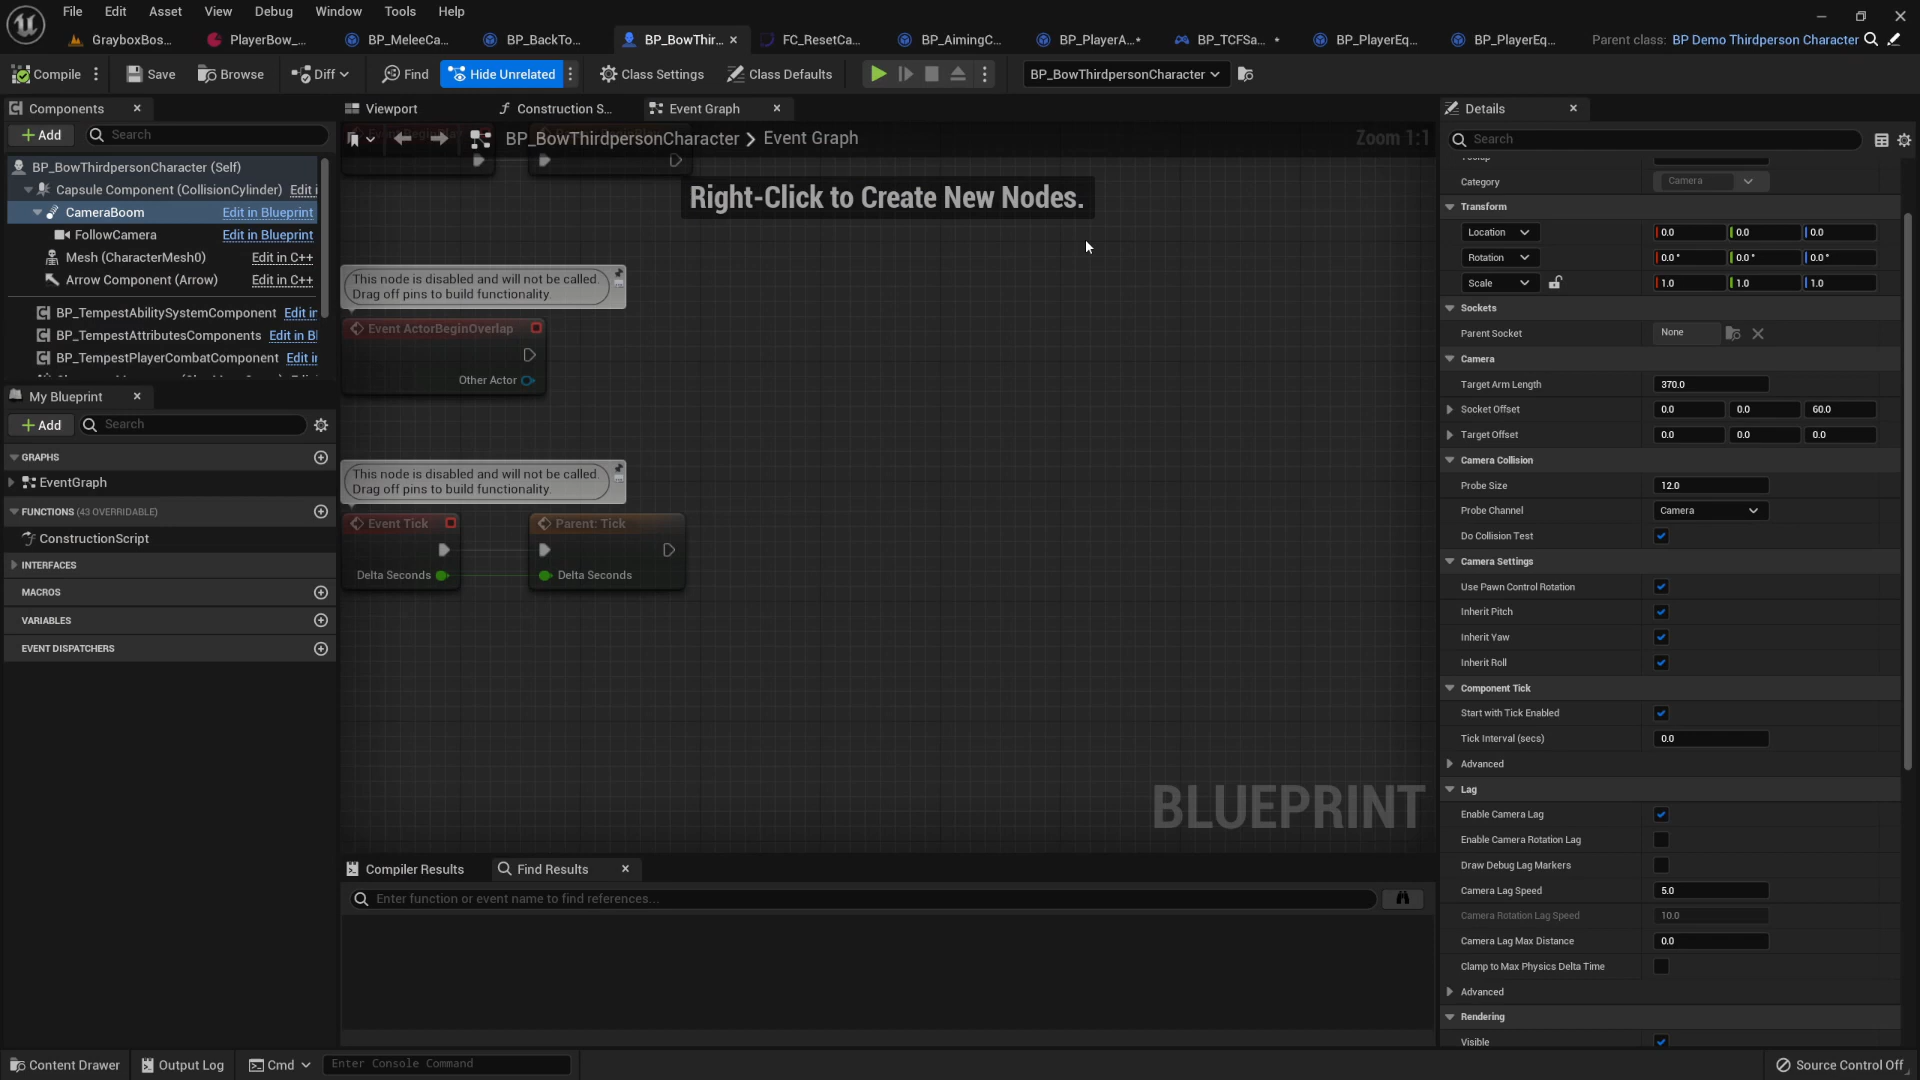 File Edit Asset View Debug Window Tools Help
GrayboxBos... PlayerBow_... BP_MeleeCa... BP_BackTo... BP_BowThir... FC_ResetCa... BP_AimingC... BP_PlayerA...* BP_TCFSa... * BP_PlayerEq... BP_PlayerEq... Parent class: BP Demo Thirdperson Character
Compile Save Browse Diff Find Hide Unrelated Class Settings Class Defaults BP_BowThirdpersonCharacter
Components
Add Search
BP_BowThirdpersonCharacter (Self)
Capsule Component (CollisionCylinder) Edit i
CameraBoom Edit in Blueprint
FollowCamera Edit in Blueprint
Mesh (CharacterMesh0) Edit in C++
Arrow Component (Arrow) Edit in C++
BP_TempestAbilitySystemComponent Edit in
BP_TempestAttributesComponents Edit in Bl
BP_TempestPlayerCombatComponent Edit in
My Blueprint
Add Search
GRAPHS
EventGraph
FUNCTIONS (43 OVERRIDABLE)
ConstructionScript
INTERFACES
MACROS
VARIABLES
EVENT DISPATCHERS
Viewport Construction S... Event Graph
BP_BowThirdpersonCharacter > Event Graph Zoom 1:1
Right-Click to Create New Nodes.
This node is disabled and will not be called.
Drag off pins to build functionality.
Event ActorBeginOverlap
Other Actor
This node is disabled and will not be called.
Drag off pins to build functionality.
Event Tick Parent: Tick
Delta Seconds Delta Seconds
BLUEPRINT
Compiler Results Find Results
Enter function or event name to find references...
Details
Search
Category Camera
Transform
Location 0.0 0.0 0.0
Rotation 0.0 ° 0.0 ° 0.0 °
Scale 1.0 1.0 1.0
Sockets
Parent Socket None
Camera
Target Arm Length 370.0
Socket Offset 0.0 0.0 60.0
Target Offset 0.0 0.0 0.0
Camera Collision
Probe Size 12.0
Probe Channel Camera
Do Collision Test
Camera Settings
Use Pawn Control Rotation
Inherit Pitch
Inherit Yaw
Inherit Roll
Component Tick
Start with Tick Enabled
Tick Interval (secs) 0.0
Advanced
Lag
Enable Camera Lag
Enable Camera Rotation Lag
Draw Debug Lag Markers
Camera Lag Speed 5.0
Camera Rotation Lag Speed 10.0
Camera Lag Max Distance 0.0
Clamp to Max Physics Delta Time
Advanced
Rendering
Visible
Content Drawer Output Log Cmd Enter Console Command Source Control Off